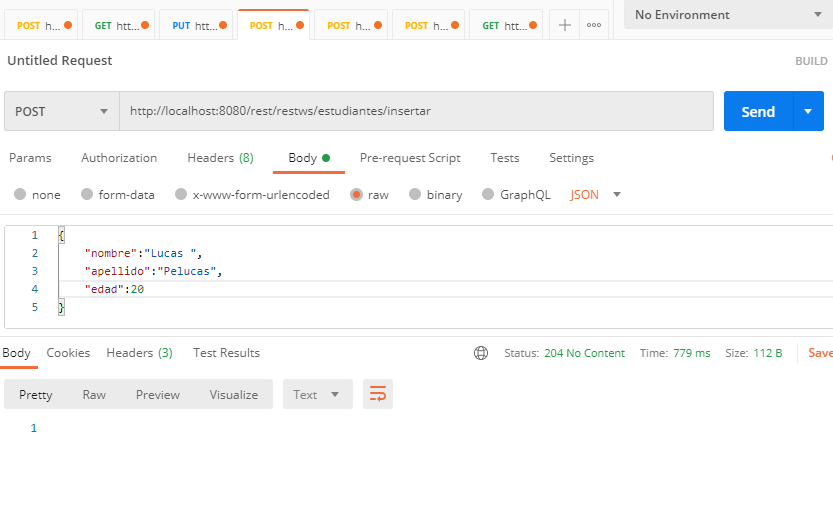 POST h... GET htt... PUT htt... POST h... POST h... POST h... GET htt... No Environment
Untitled Request BUILD
POST http://localhost:8080/rest/restws/estudiantes/insertar Send
Params Authorization Headers (8) Body Pre-request Script Tests Settings
none form-data x-www-form-urlencoded raw binary GraphQL JSON
1 {
2 "nombre":"Lucas ",
3 "apellido":"Pelucas",
4 "edad":20
5 }
Body Cookies Headers (3) Test Results Status: 204 No Content Time: 779 ms Size: 112 B Save
Pretty Raw Preview Visualize Text
1